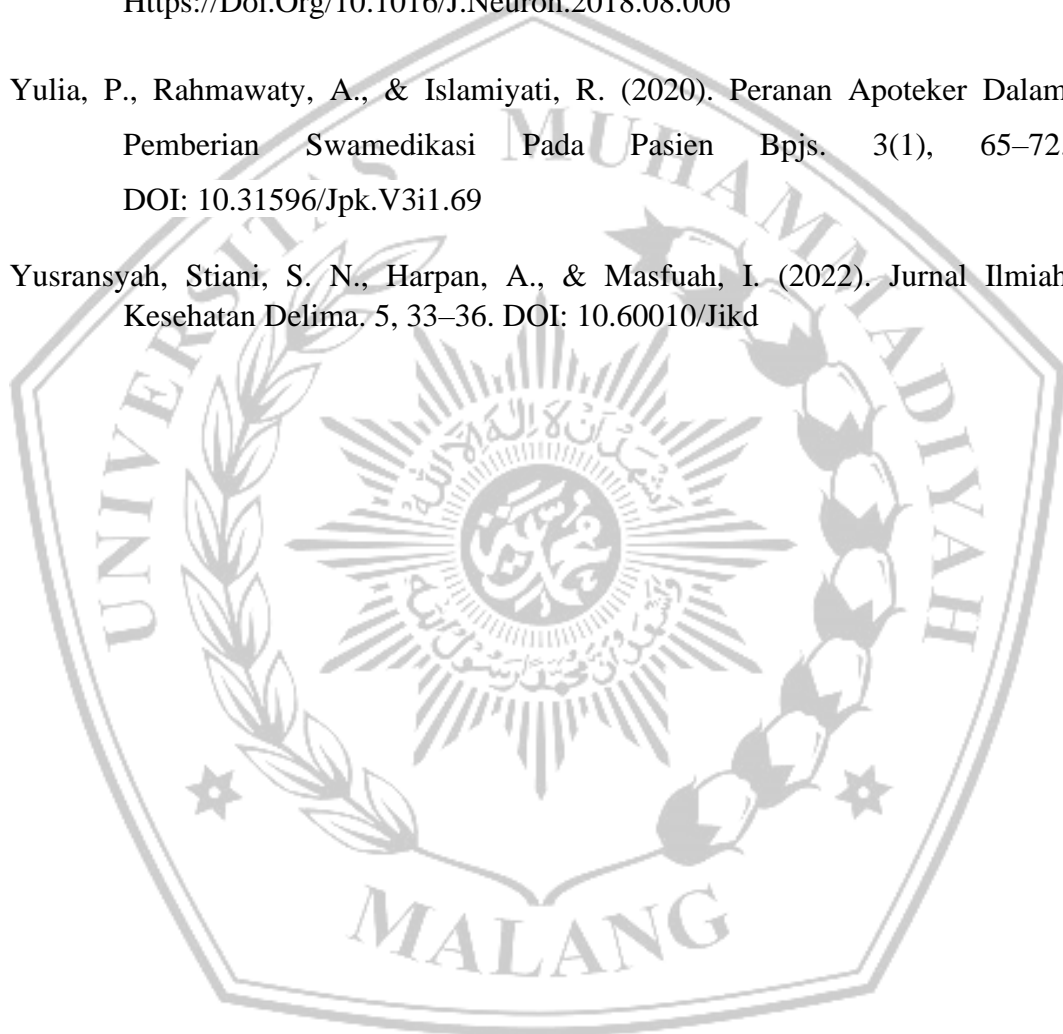 Https://Doi.Org/10.1016/J.Neuron.2018.08.006
Yulia, P., Rahmawaty, A., & Islamiyati, R. (2020). Peranan Apoteker Dalam
Pemberian Swamedikasi Pada Pasien Bpjs. 3(1), 65–72.
DOI: 10.31596/Jpk.V3i1.69
Yusransyah, Stiani, S. N., Harpan, A., & Masfuah, I. (2022). Jurnal Ilmiah
Kesehatan Delima. 5, 33–36. DOI: 10.60010/Jikd
UNIVERSITAS MUHAMMADIYAH
MALANG